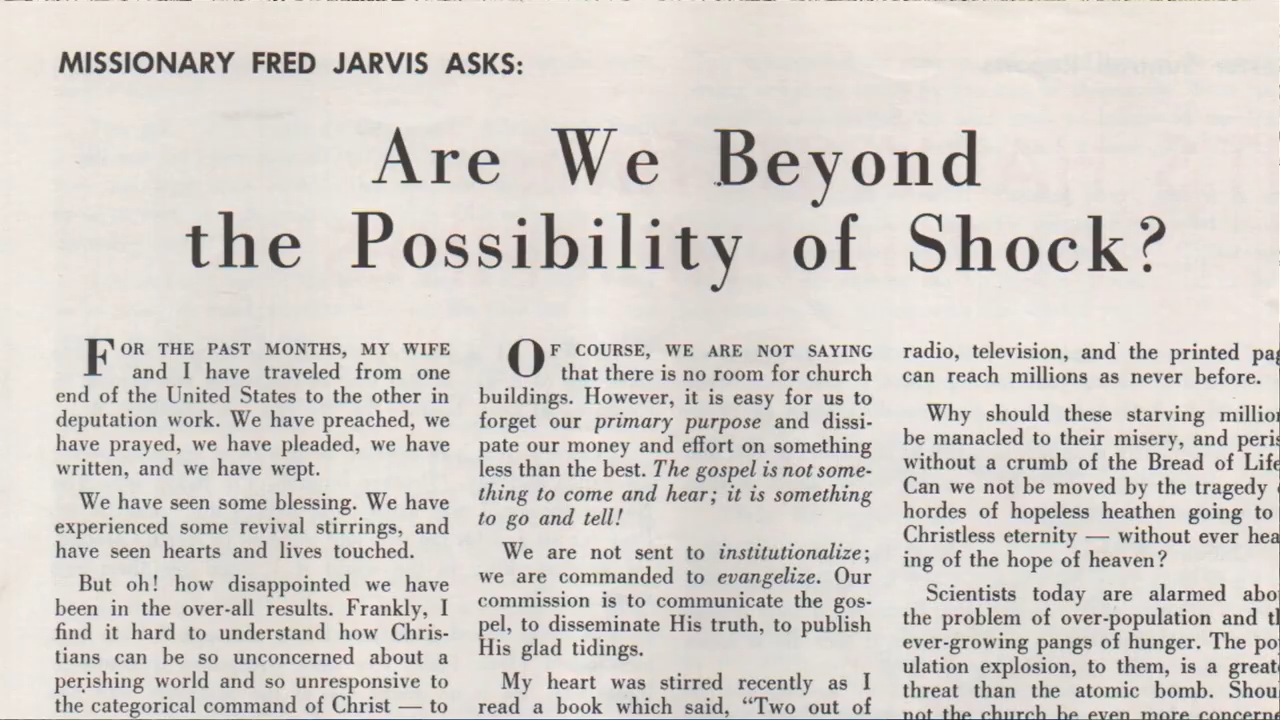 MISSIONARY FRED JARVIS ASKS:
Are We Beyond
the Possibility of Shock?
FOR THE PAST MONTHS, MY WIFE
and I have traveled from one
end of the United States to the other in
deputation work. We have preached, we
have prayed, we have pleaded, we have
written, and we have wept.
We have seen some blessing. We have
experienced some revival stirrings, and
have seen hearts and lives touched.
But oh! how disappointed we have
been in the over-all results. Frankly, I
find it hard to understand how Chris-
tians can be so unconcerned about a
perishing world and so unresponsive to
the categorical command of Christ — to
OF COURSE, WE ARE NOT SAYING
that there is no room for church
buildings. However, it is easy for us to
forget our primary purpose and dissi-
pate our money and effort on something
less than the best. The gospel is not some-
thing to come and hear; it is something
to go and tell!
We are not sent to institutionalize;
we are commanded to evangelize. Our
commission is to communicate the gos-
pel, to disseminate His truth, to publish
His glad tidings.
My heart was stirred recently as I
read a book which said, “Two out of
radio, television, and the printed
can reach millions as never before.
Why should these starving
be manacled to their misery, and
without a crumb of the Bread of
Can we not be moved by the tragedy
hordes of hopeless heathen going to
Christless eternity — without ever
ing of the hope of heaven?
Scientists today are alarmed
the problem of over-population and
ever-growing pangs of hunger. The
ulation explosion, to them, is a
threat than the atomic bomb.
not the church be even more